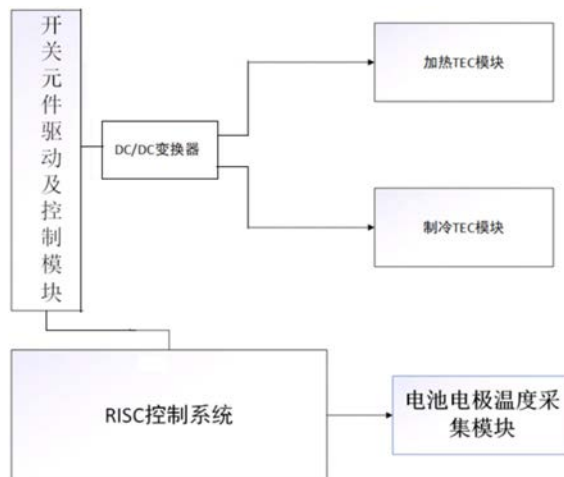 开关元件驱动及控制模块
加热TEC模块
DC/DC变换器
制冷TEC模块
RISC控制系统
电池电极温度采
集模块